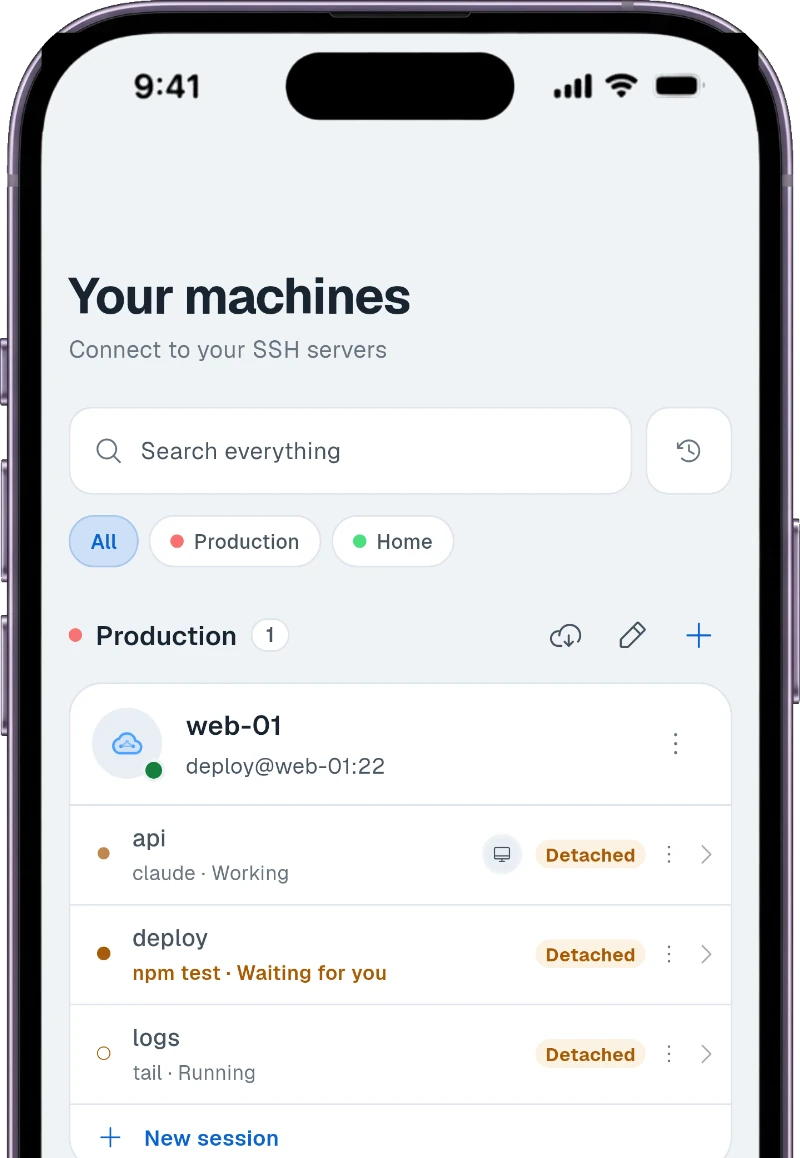 9:41
Your machines
Connect to your SSH servers
Search everything
All
Production
Home
Production 1
web-01
deploy@web-01:22
api
claude · Working
Detached
deploy
npm test · Waiting for you
Detached
logs
tail · Running
Detached
New session